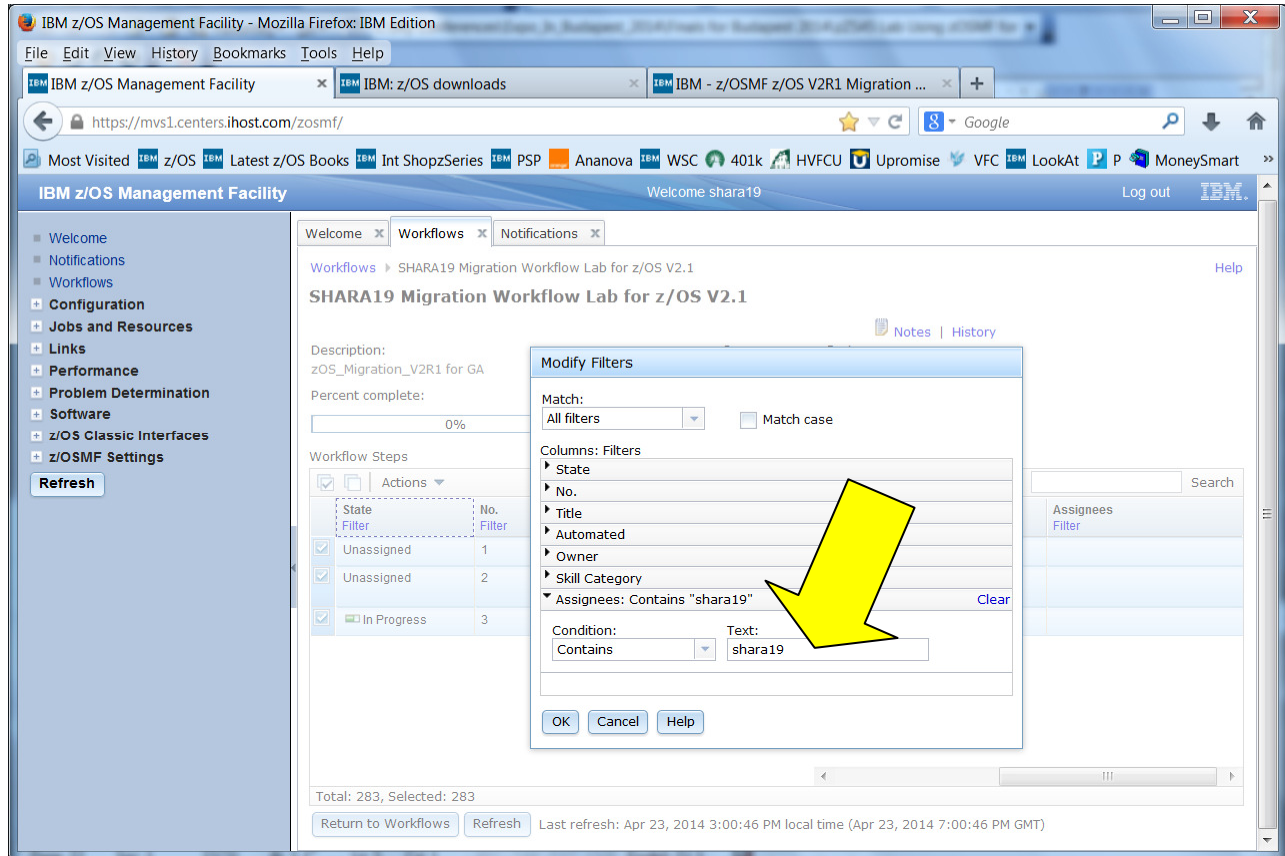 IBM z/OS Management Facility - Mozilla Firefox: IBM Edition
File Edit View History Bookmarks Tools Help
IBM z/OS Management Facility
IBM: z/OS downloads
IBM - z/OSMF z/OS V2R1 Migration ...
https://mvs1.centers.ihost.com/zosmf/
Google
Most Visited z/OS Latest z/OS Books Int ShopzSeries PSP Ananova WSC 401k HVFCU Upromise VFC LookAt P MoneySmart »
IBM z/OS Management Facility Welcome shara19 Log out IBM.
Welcome
Notifications
Workflows
Configuration
Jobs and Resources
Links
Performance
Problem Determination
Software
z/OS Classic Interfaces
z/OSMF Settings
Refresh
Welcome Workflows Notifications
Workflows SHARA19 Migration Workflow Lab for z/OS V2.1 Help
SHARA19 Migration Workflow Lab for z/OS V2.1
Notes | History
Description:
zOS_Migration_V2R1 for GA
Percent complete:
0%
Workflow Steps
Actions Search
State No. Assignees
Filter Filter Filter
Unassigned 1
Unassigned 2
In Progress 3
Modify Filters
Match:
All filters Match case
Columns: Filters
State
No.
Title
Automated
Owner
Skill Category
Assignees: Contains "shara19" Clear
Condition: Text:
Contains shara19
OK Cancel Help
Total: 283, Selected: 283
Return to Workflows Refresh Last refresh: Apr 23, 2014 3:00:46 PM local time (Apr 23, 2014 7:00:46 PM GMT)